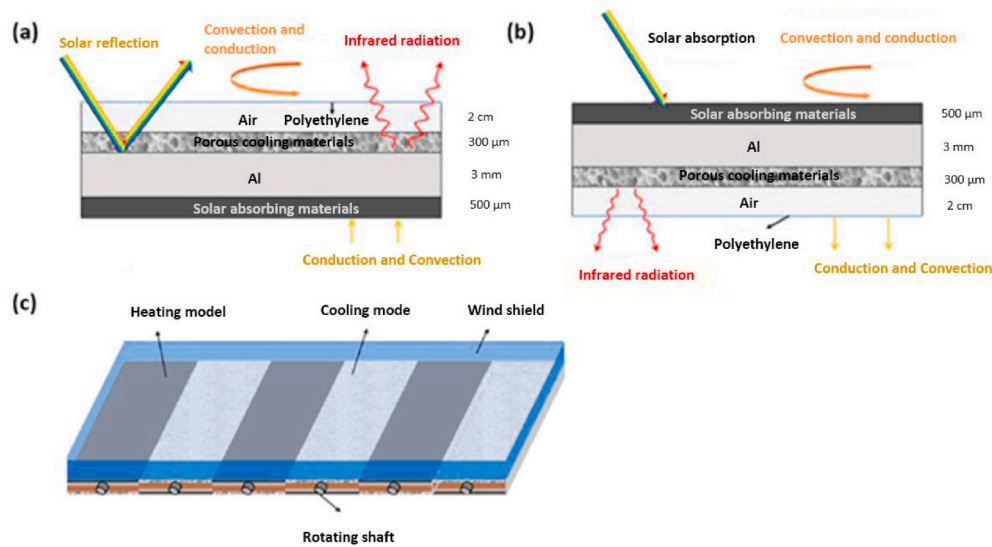 (a)
Solar reflection
Convection and
conduction
Infrared radiation
Air
Polyethylene
2 cm
Porous cooling materials
300 μm
Al
3 mm
Solar absorbing materials
500 μm
Conduction and Convection
(b)
Solar absorption
Convection and conduction
Solar absorbing materials
500 μm
Al
3 mm
Porous cooling materials
300 μm
Air
2 cm
Polyethylene
Infrared radiation
Conduction and Convection
(c)
Heating model
Cooling mode
Wind shield
Rotating shaft